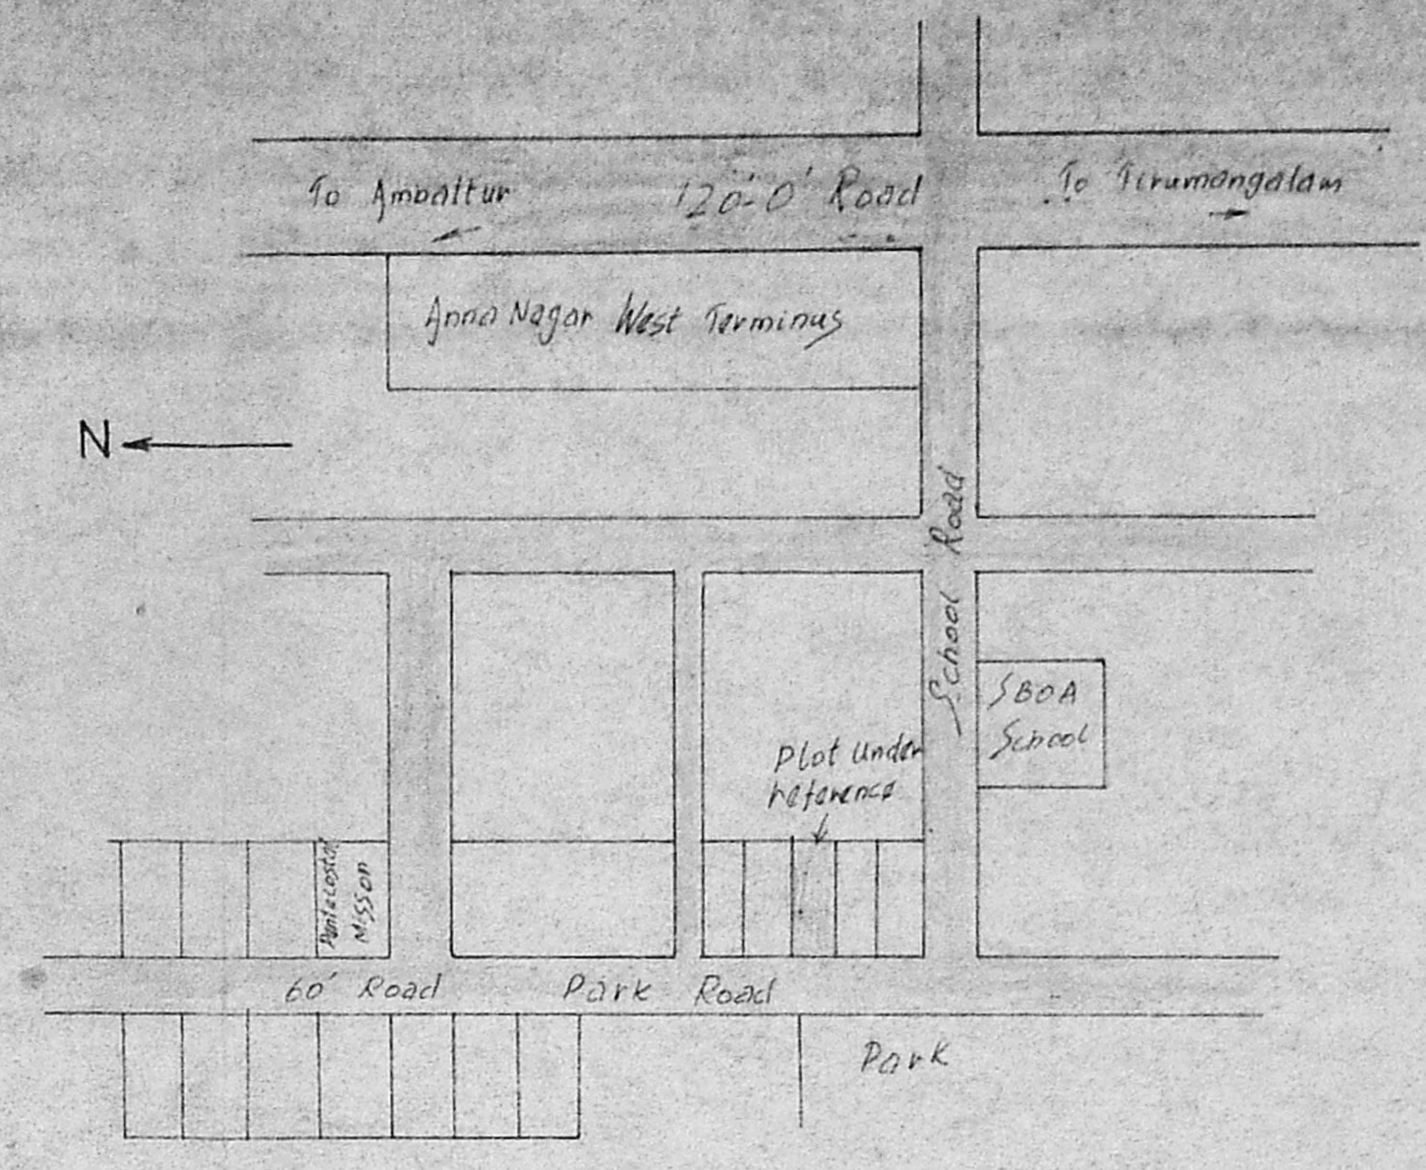 To Ambattur
120'-0' Road
To Tirumangalam
Anna Nagar West Terminus
N
School Road
SBOA
School
Plot under
reference
Pentecostal
Misson
60' Road
Park Road
Park